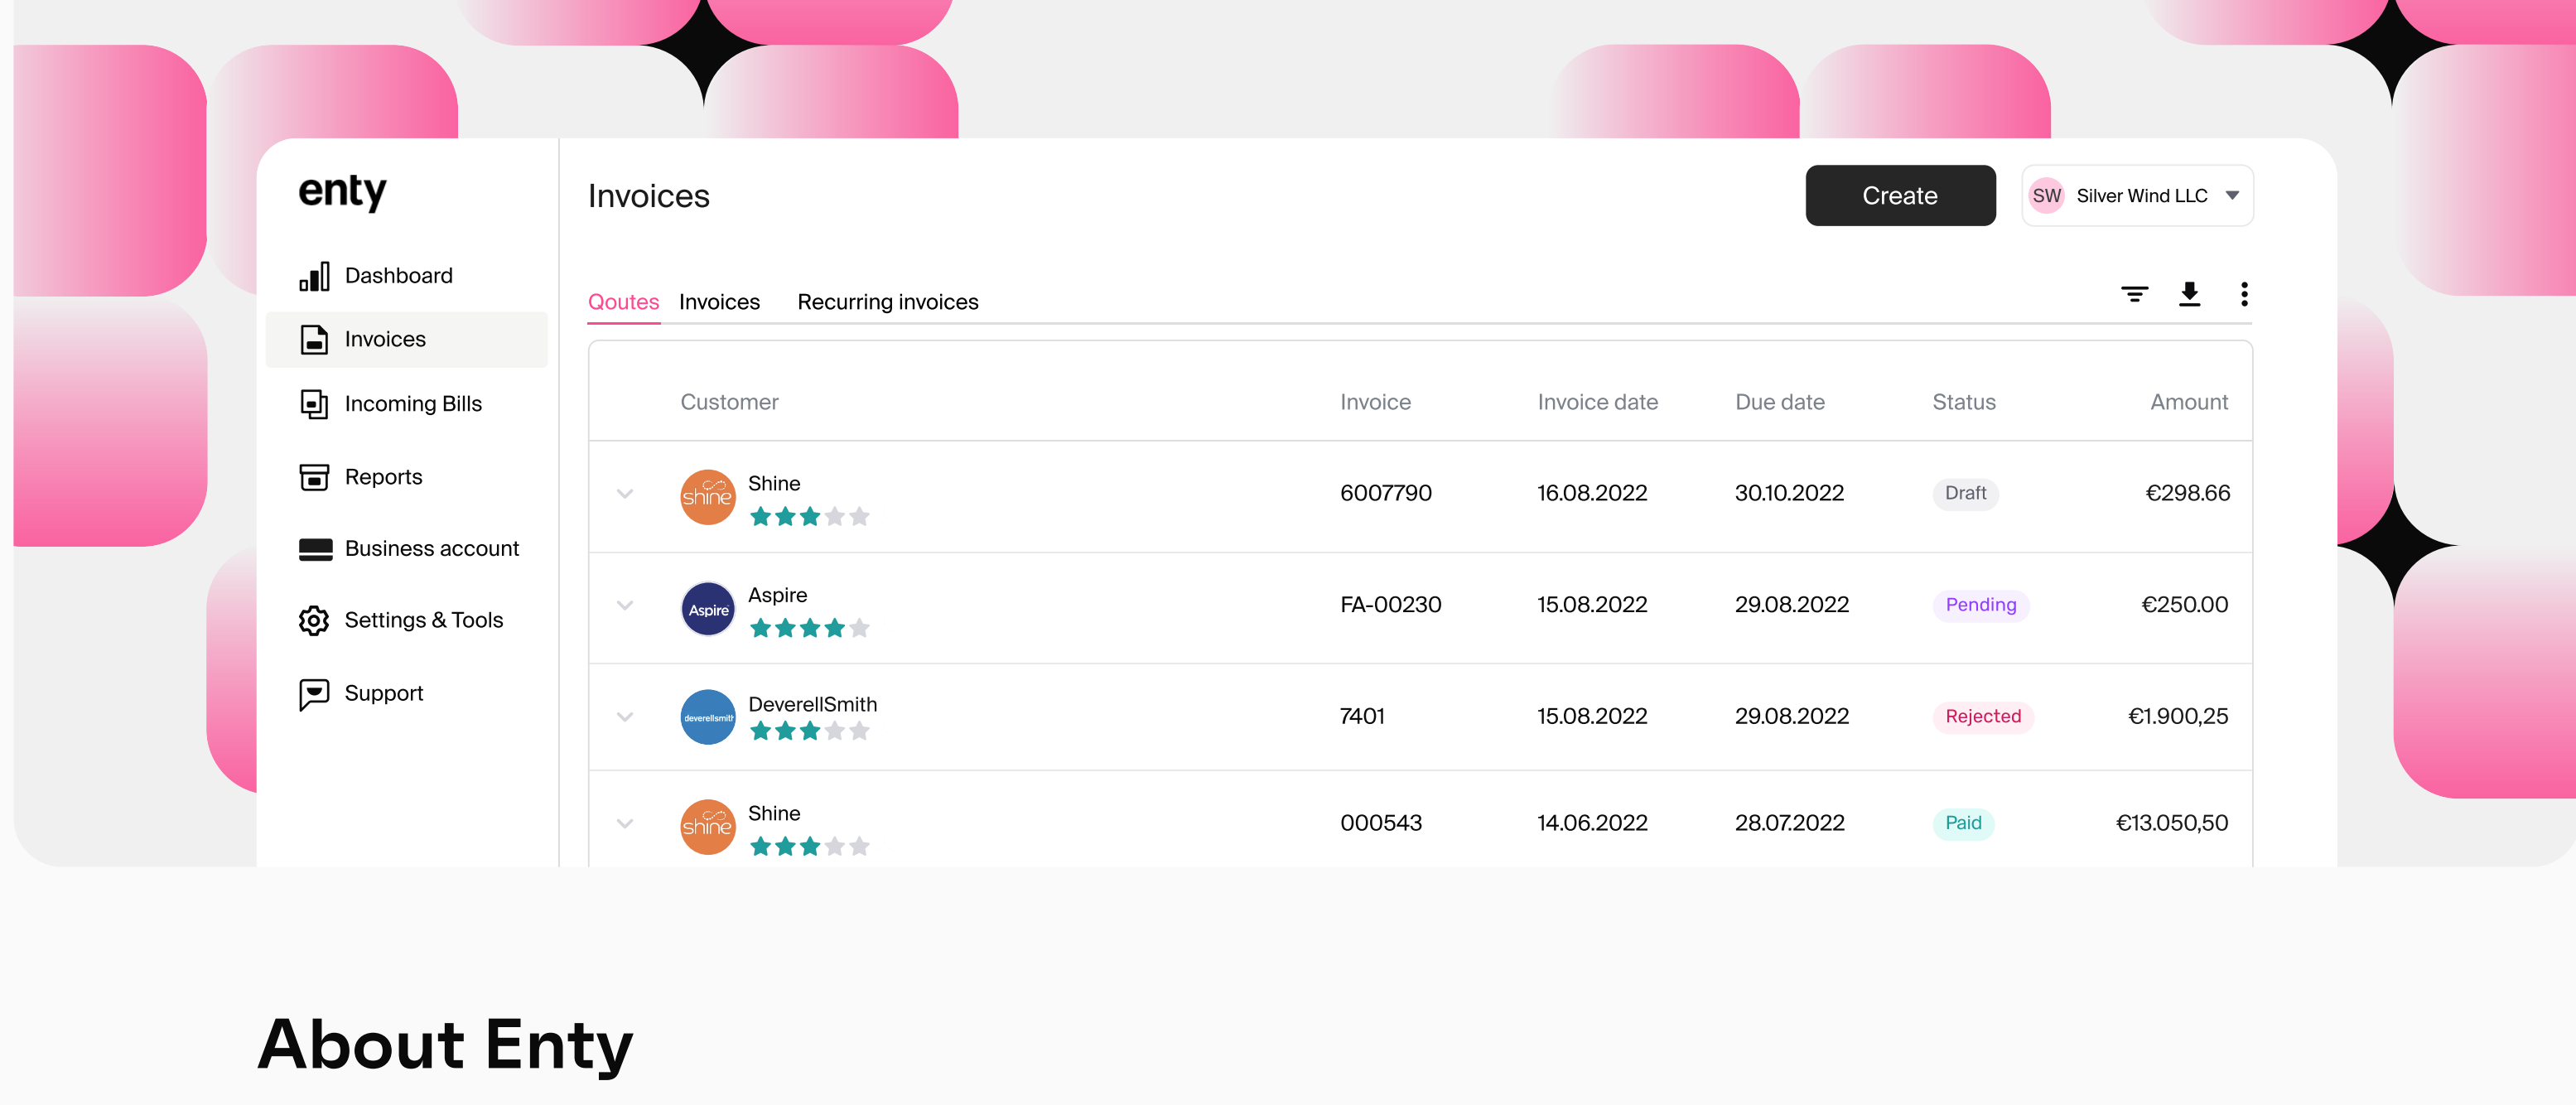 enty
Dashboard
Invoices
Incoming Bills
Reports
Business account
Settings & Tools
Support
Invoices
Create
SW Silver Wind LLC
Qoutes Invoices Recurring invoices
Customer Invoice Invoice date Due date Status Amount
shine Shine 6007790 16.08.2022 30.10.2022 Draft €298.66
Aspire Aspire FA-00230 15.08.2022 29.08.2022 Pending €250.00
deverellsmith DeverellSmith 7401 15.08.2022 29.08.2022 Rejected €1.900,25
shine Shine 000543 14.06.2022 28.07.2022 Paid €13.050,50
About Enty